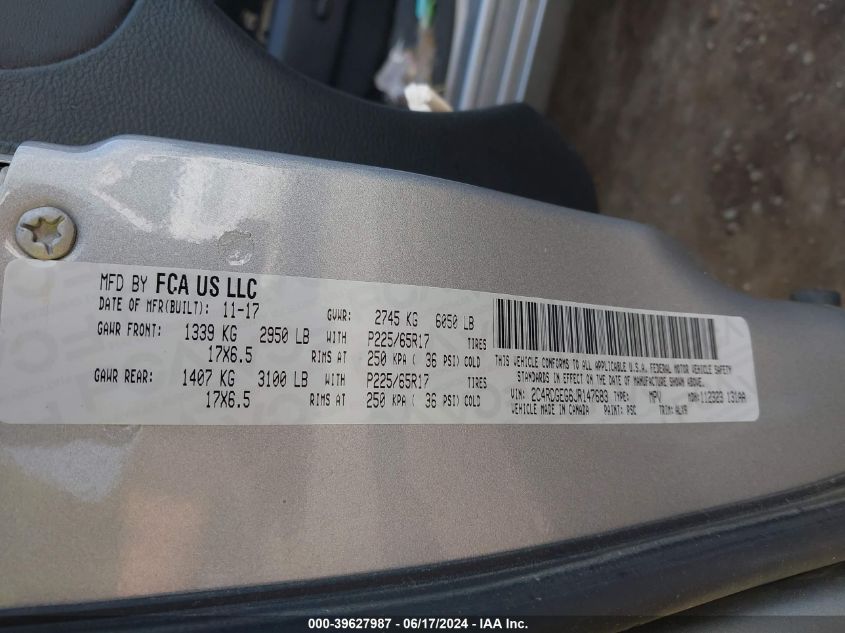 MFD BY FCA US LLC
DATE OF MFR(BUILT): 11-17 GVWR: 2745 KG 6050 LB
GAWR FRONT: 1339 KG 2950 LB WITH P225/65R17 TIRES
17X6.5 RIMS AT 250 KPA ( 36 PSI) COLD
GAWR REAR: 1407 KG 3100 LB WITH P225/65R17 TIRES
17X6.5 RIMS AT 250 KPA ( 36 PSI) COLD
THIS VEHICLE CONFORMS TO ALL APPLICABLE U.S.A. FEDERAL MOTOR VEHICLE SAFETY
STANDARDS IN EFFECT ON THE DATE OF MANUFACTURE SHOWN ABOVE.
VIN: 2C4RDGEG6JR147683 TYPE: MPV MDH: 112323 131AA
VEHICLE MADE IN CANADA PAINT: PSC TRIM: ALXR
000-39627987 - 06/17/2024 - IAA Inc.